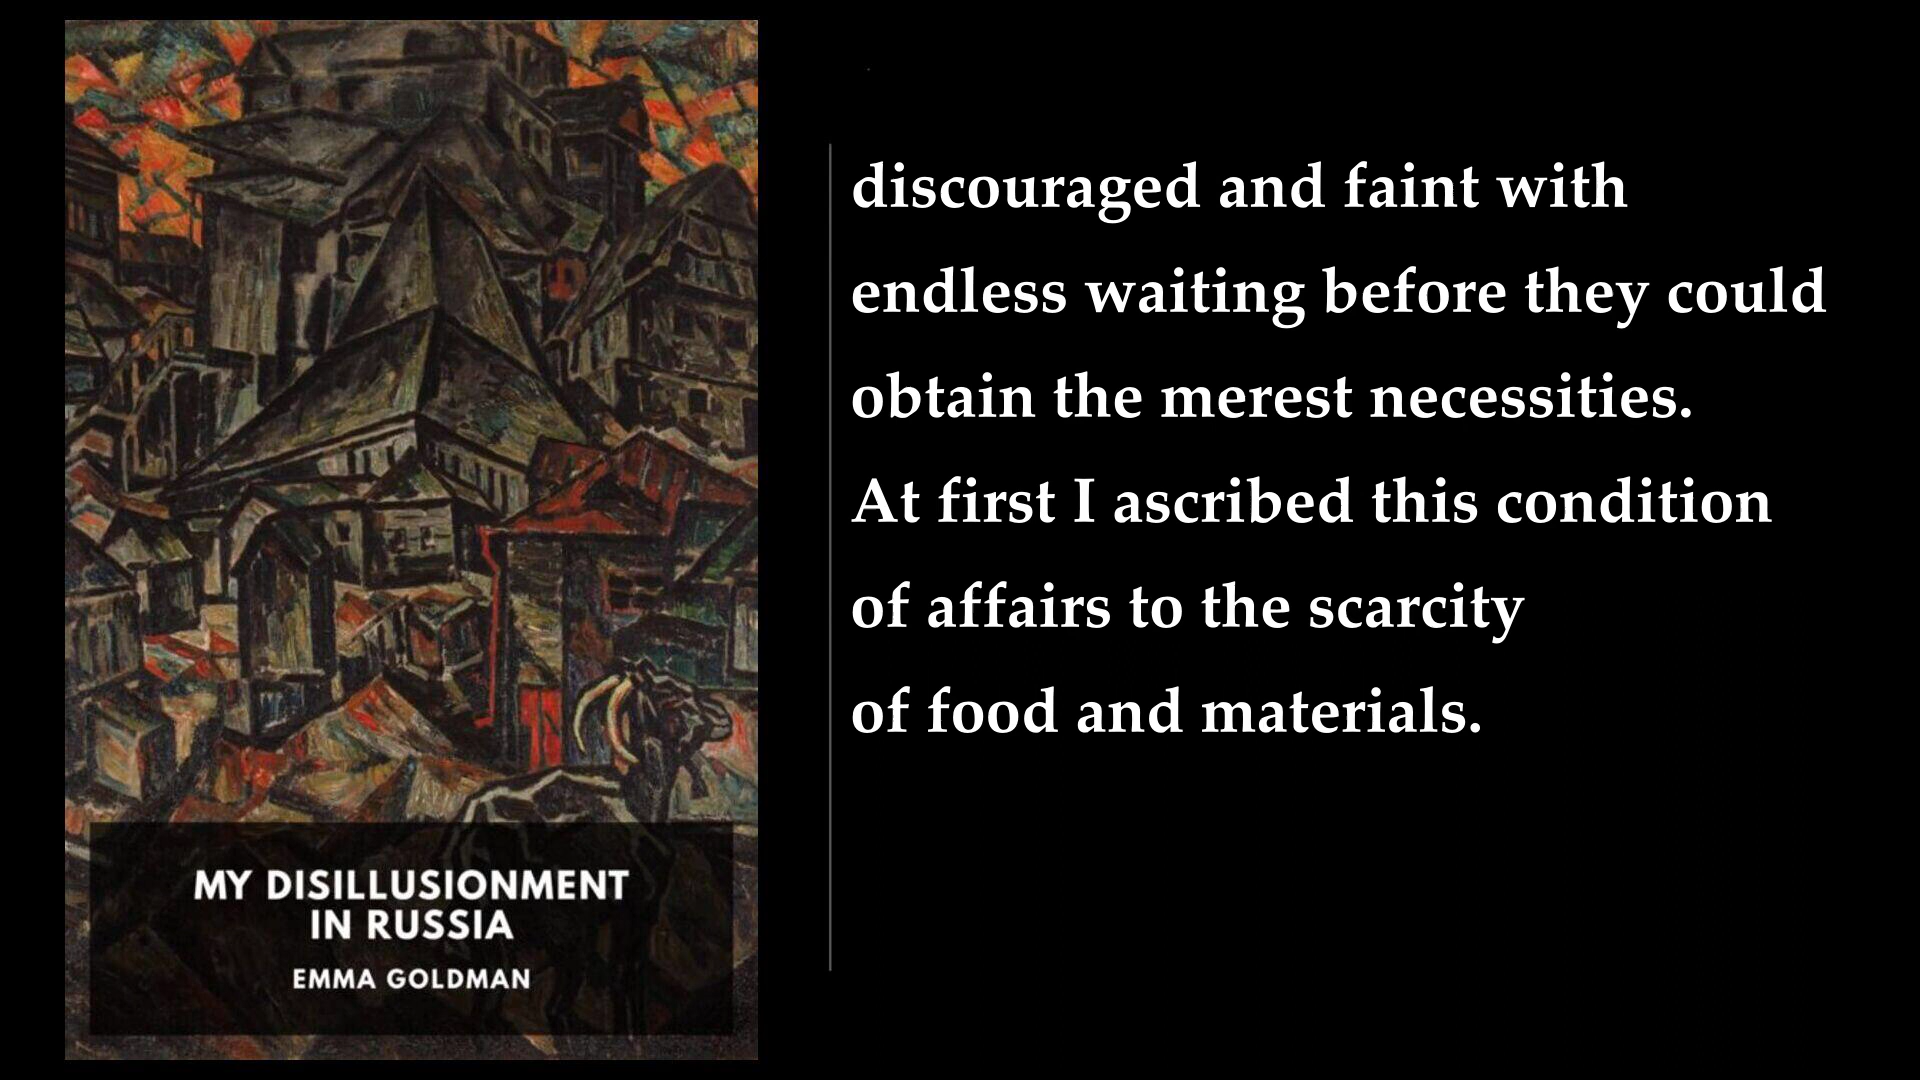 MY DISILLUSIONMENT
IN RUSSIA
EMMA GOLDMAN
discouraged and faint with
endless waiting before they could
obtain the merest necessities.
At first I ascribed this condition
of affairs to the scarcity
of food and materials.